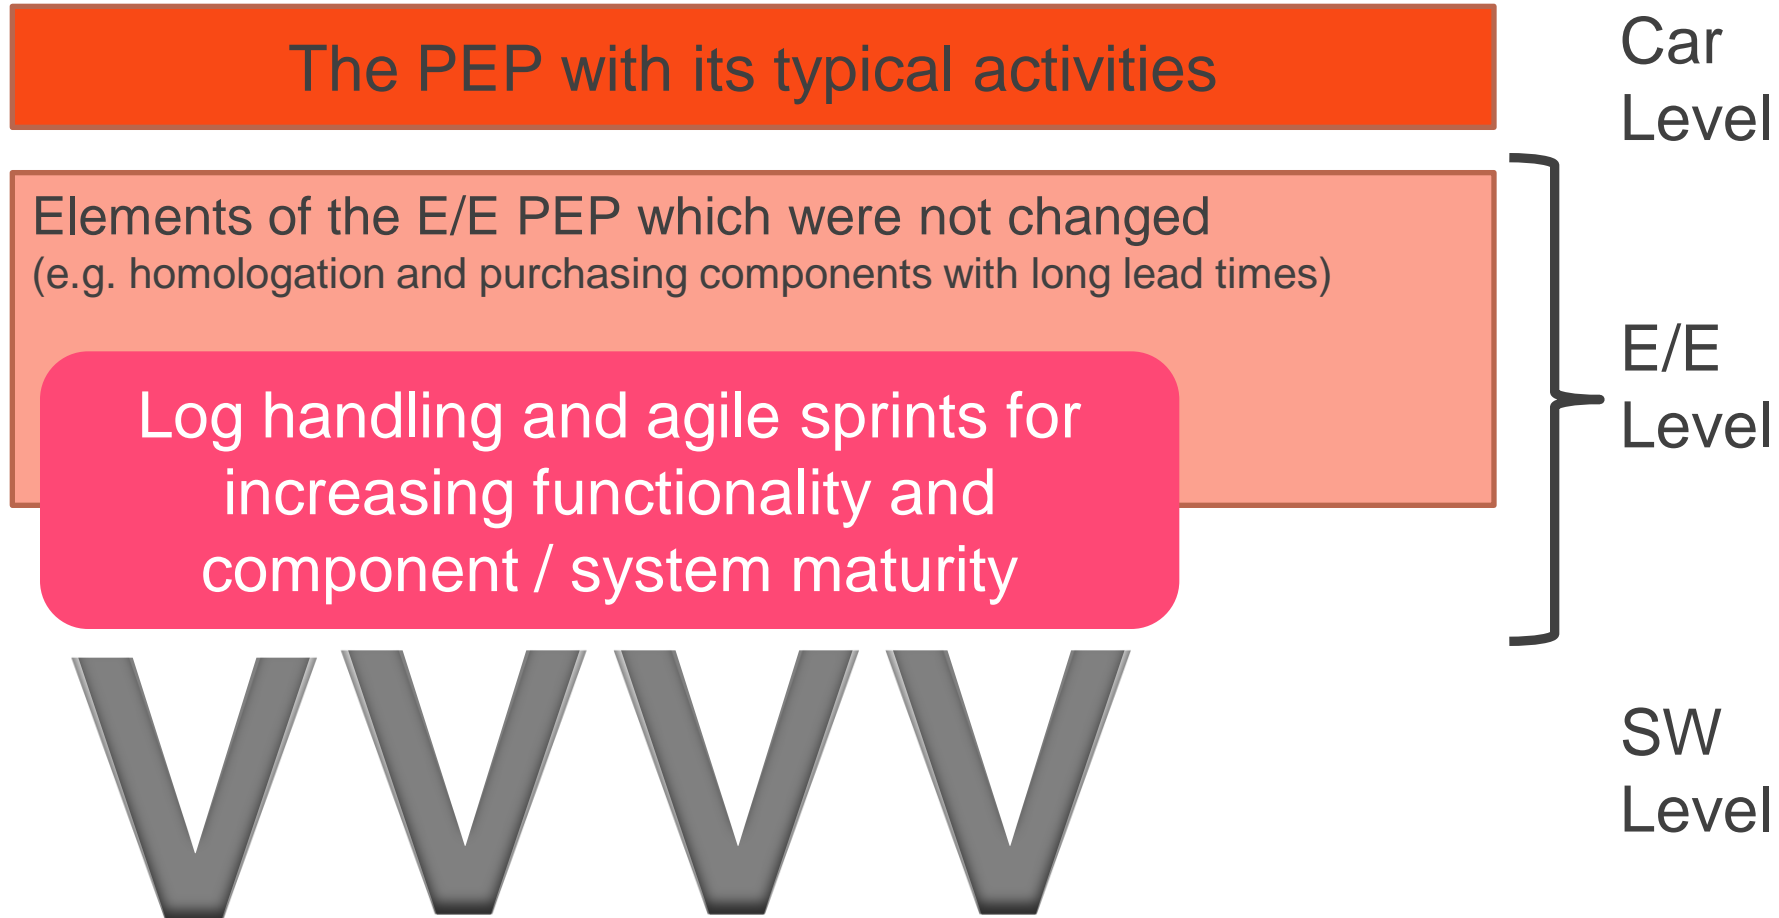 The PEP with its typical activities
Car
Level
Elements of the E/E PEP which were not changed
(e.g. homologation and purchasing components with long lead times)
E/E
Level
Log handling and agile sprints for
increasing functionality and
component / system maturity
SW
Level